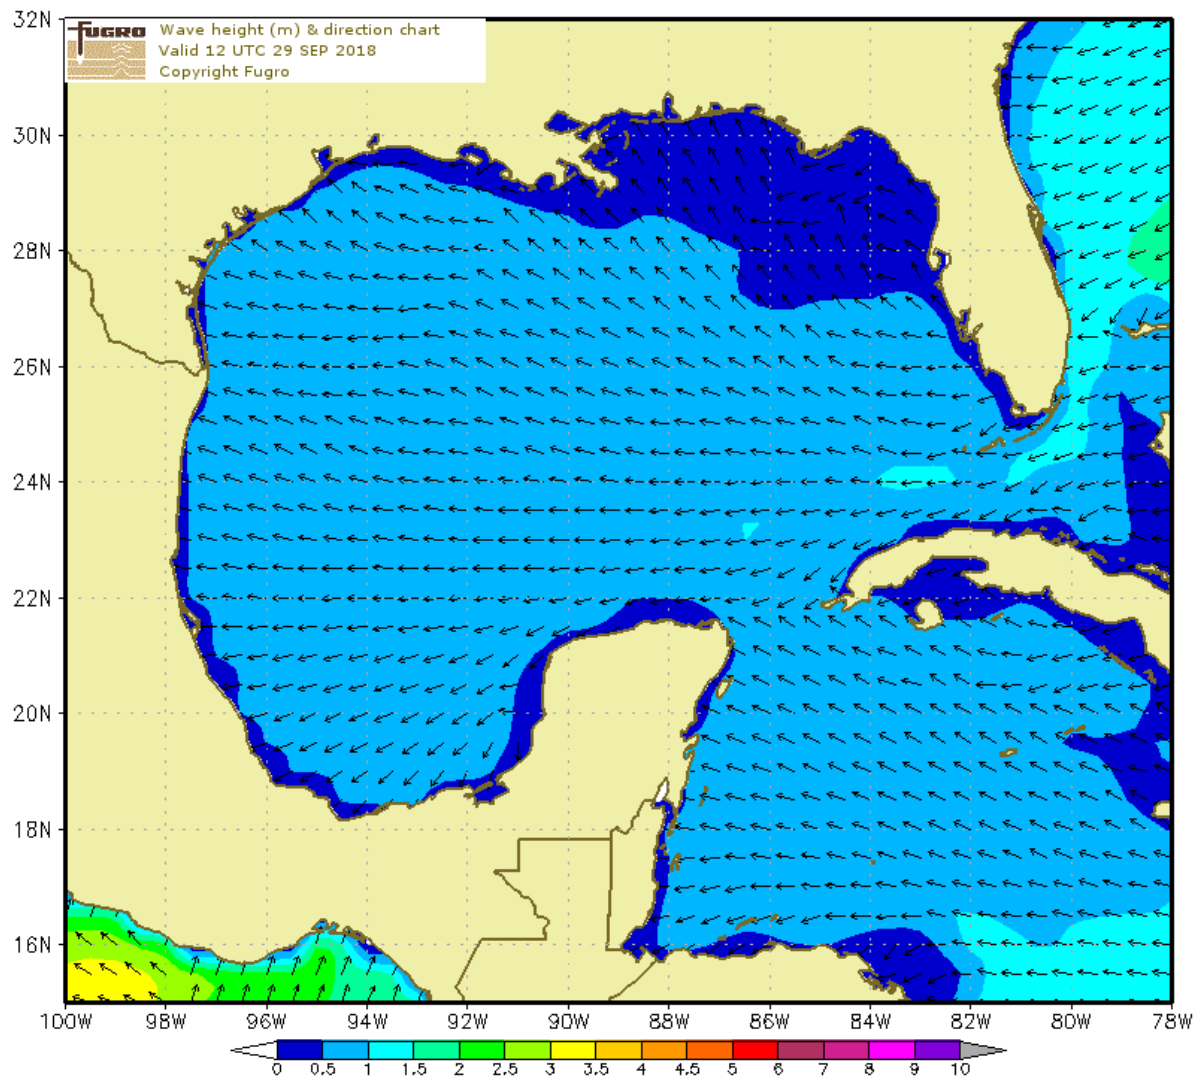 32N
FUGRO
Wave height (m) & direction chart
Valid 12 UTC 29 SEP 2018
Copyright Fugro
30N
28N
26N
24N
22N
20N
18N
16N
100W 98W 96W 94W 92W 90W 88W 86W 84W 82W 80W 78W
0 0.5 1 1.5 2 2.5 3 3.5 4 4.5 5 6 7 8 9 10